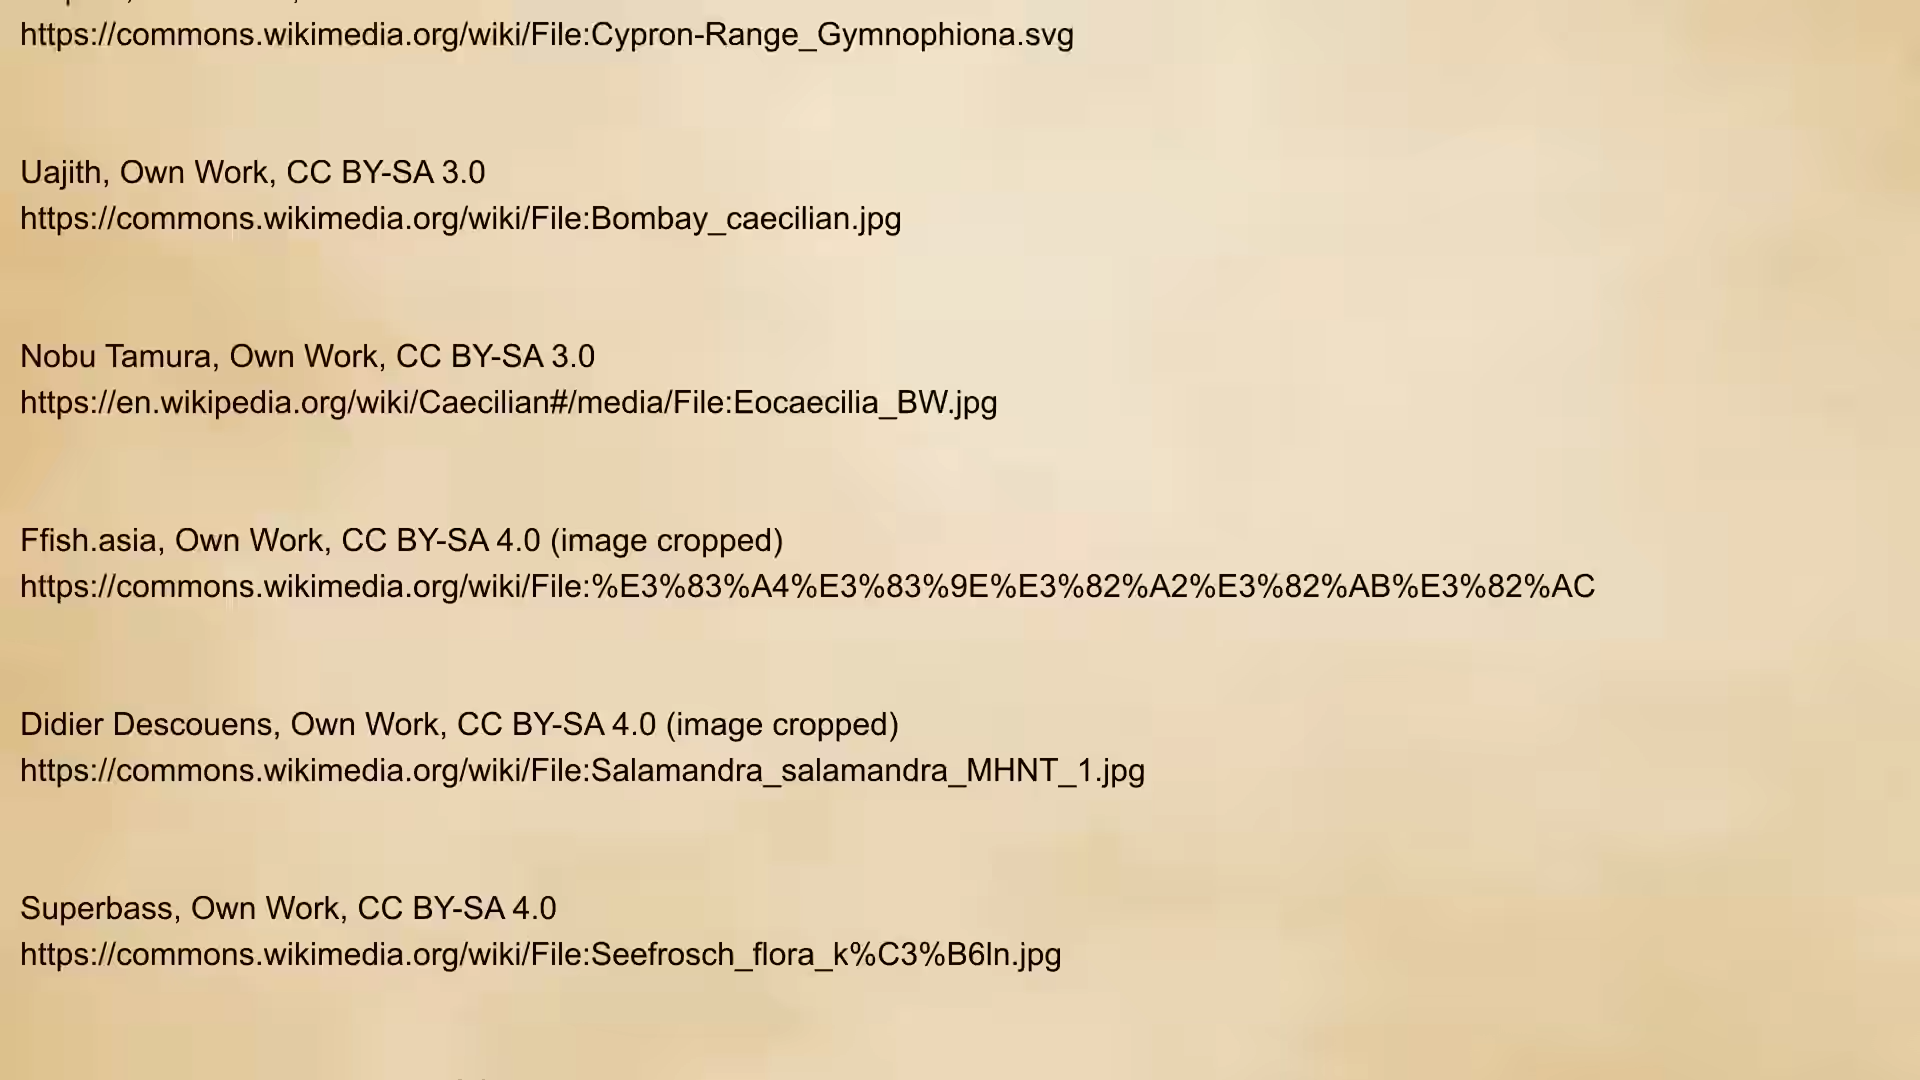 https://commons.wikimedia.org/wiki/File:Cypron-Range_Gymnophiona.svg
Uajith, Own Work, CC BY-SA 3.0
https://commons.wikimedia.org/wiki/File:Bombay_caecilian.jpg
Nobu Tamura, Own Work, CC BY-SA 3.0
https://en.wikipedia.org/wiki/Caecilian#/media/File:Eocaecilia_BW.jpg
Ffish.asia, Own Work, CC BY-SA 4.0 (image cropped)
https://commons.wikimedia.org/wiki/File:%E3%83%A4%E3%83%9E%E3%82%A2%E3%82%AB%E3%82%AC
Didier Descouens, Own Work, CC BY-SA 4.0 (image cropped)
https://commons.wikimedia.org/wiki/File:Salamandra_salamandra_MHNT_1.jpg
Superbass, Own Work, CC BY-SA 4.0
https://commons.wikimedia.org/wiki/File:Seefrosch_flora_k%C3%B6ln.jpg